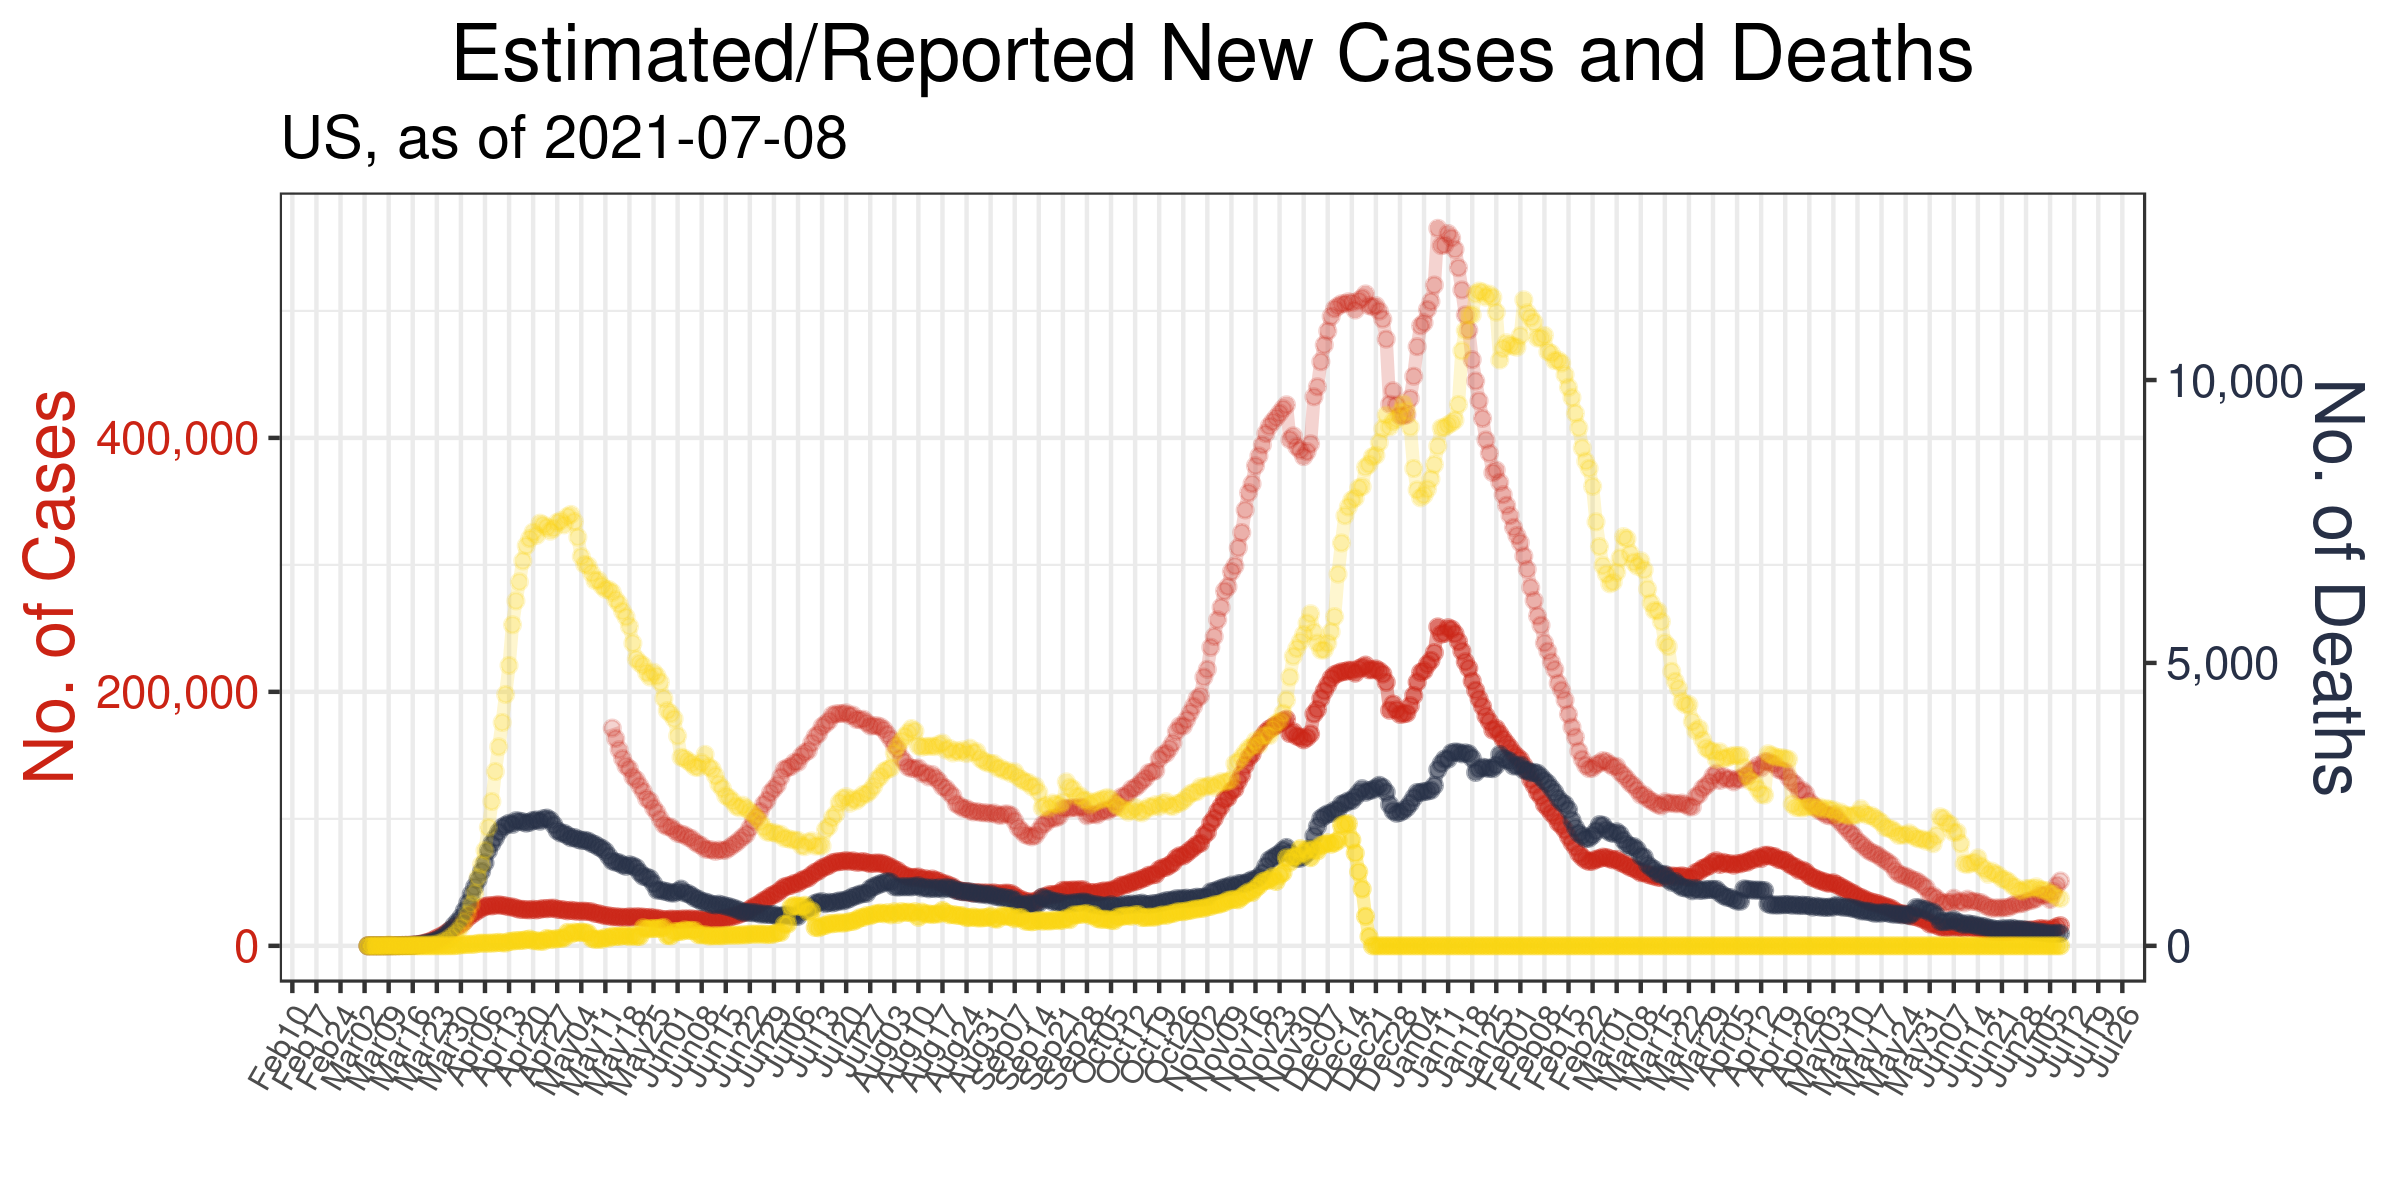 Estimated/Reported New Cases and Deaths
US, as of 2021-07-08
No. of Cases
400,000
200,000
0
10,000
5,000
0
No. of Deaths
Feb10
Feb17
Feb24
Mar02
Mar09
Mar16
Mar23
Mar30
Apr06
Apr13
Apr20
Apr27
May04
May11
May18
May25
Jun01
Jun08
Jun15
Jun22
Jun29
Jul06
Jul13
Jul20
Jul27
Aug03
Aug10
Aug17
Aug24
Aug31
Sep07
Sep14
Sep21
Sep28
Oct05
Oct12
Oct19
Oct26
Nov02
Nov09
Nov16
Nov23
Nov30
Dec07
Dec14
Dec21
Dec28
Jan04
Jan11
Jan18
Jan25
Feb01
Feb08
Feb15
Feb22
Mar01
Mar08
Mar15
Mar22
Mar29
Apr05
Apr12
Apr19
Apr26
May03
May10
May17
May24
May31
Jun07
Jun14
Jun21
Jun28
Jul05
Jul12
Jul19
Jul26